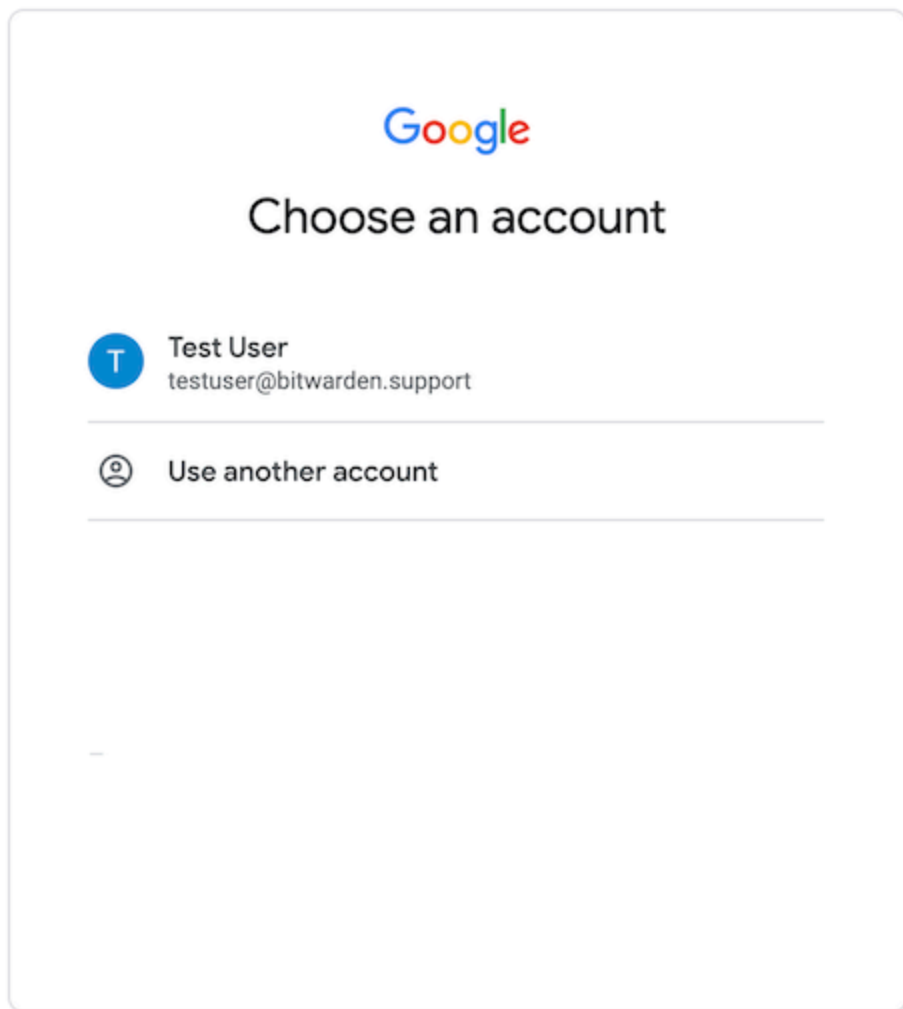 Google
Choose an account
T
Test User
testuser@bitwarden.support
Use another account